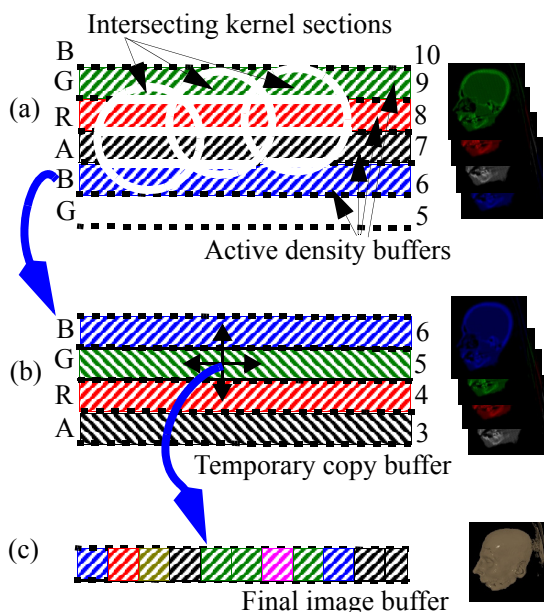 Intersecting kernel sections
B 10
G 9
(a)
R 8
A 7
B 6
G 5
Active density buffers
B 6
G 5
(b)
R 4
A 3
Temporary copy buffer
(c)
Final image buffer